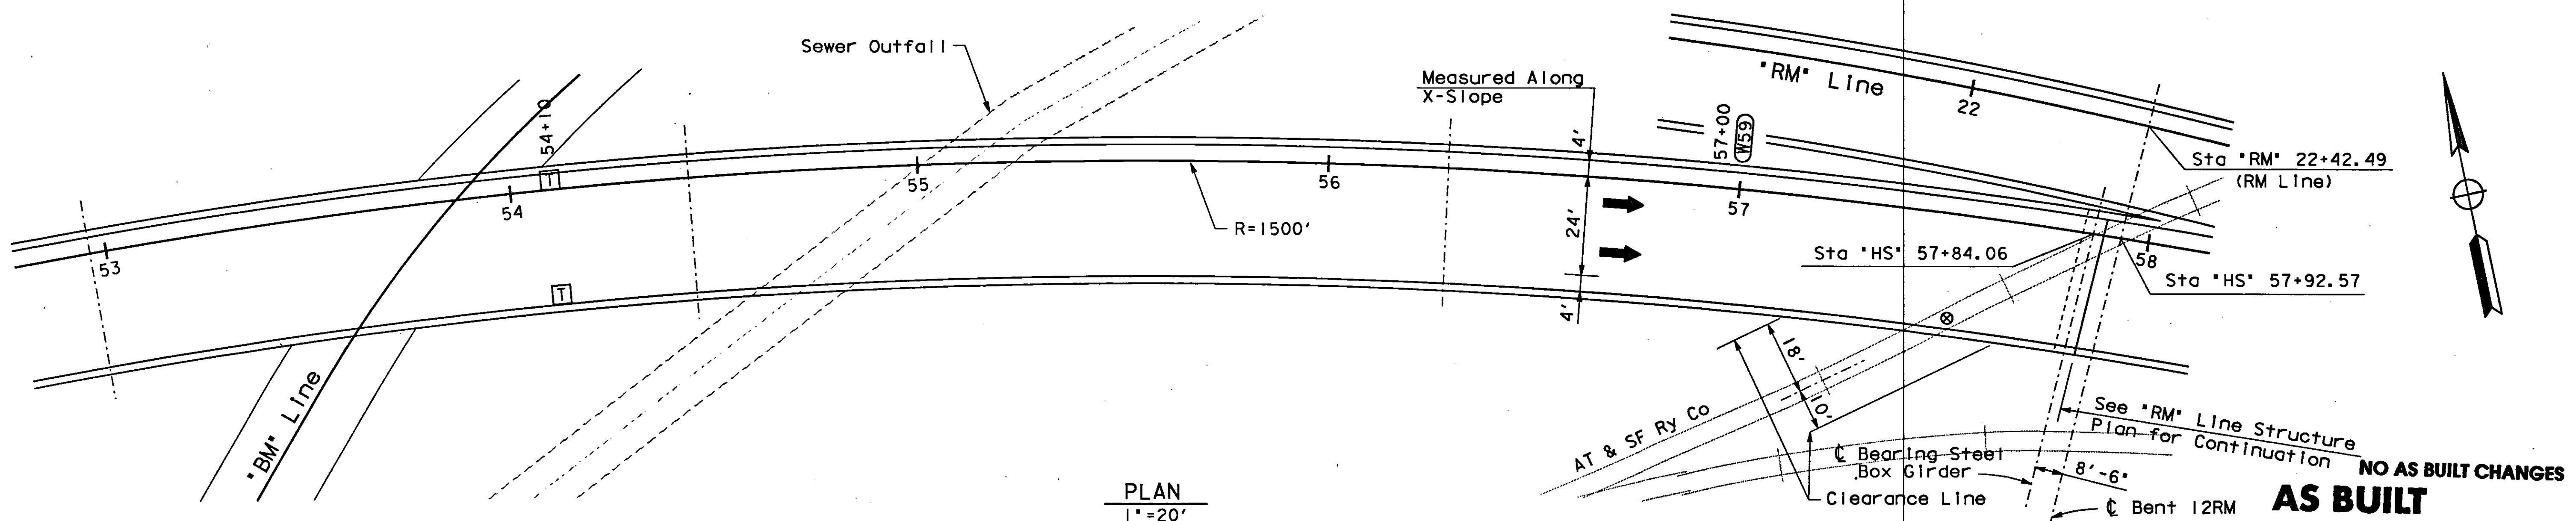 Sewer Outfall
Measured Along
X-Slope
"RM" Line
22
54+10
57+00
W59
4'
Sta "RM" 22+42.49
(RM Line)
T
53
54
55
56
57
58
24'
R=1500'
Sta "HS" 57+84.06
Sta "HS" 57+92.57
T
4'
18'
10'
"BM" Line
AT & SF Ry Co
See "RM" Line Structure
Plan for Continuation
℄ Bearing Steel
Box Girder
8'-6"
Clearance Line
℄ Bent 12RM
PLAN
1"=20'
NO AS BUILT CHANGES
AS BUILT